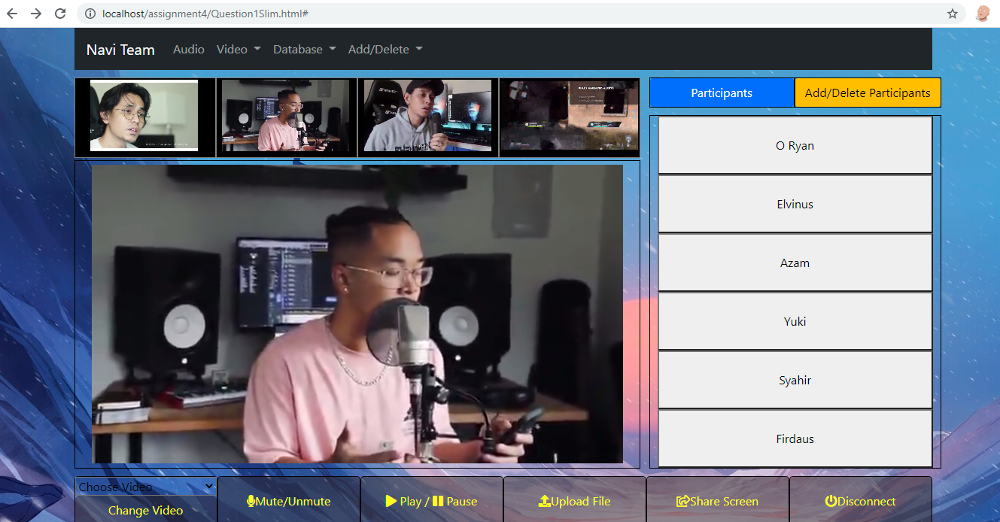 localhost/assignment4/Question1Slim.html#
Navi Team Audio Video Database Add/Delete
Participants Add/Delete Participants
O Ryan
Elvinus
Azam
Yuki
Syahir
Firdaus
Choose Video
Change Video
Mute/Unmute
Play / Pause
Upload File
Share Screen
Disconnect